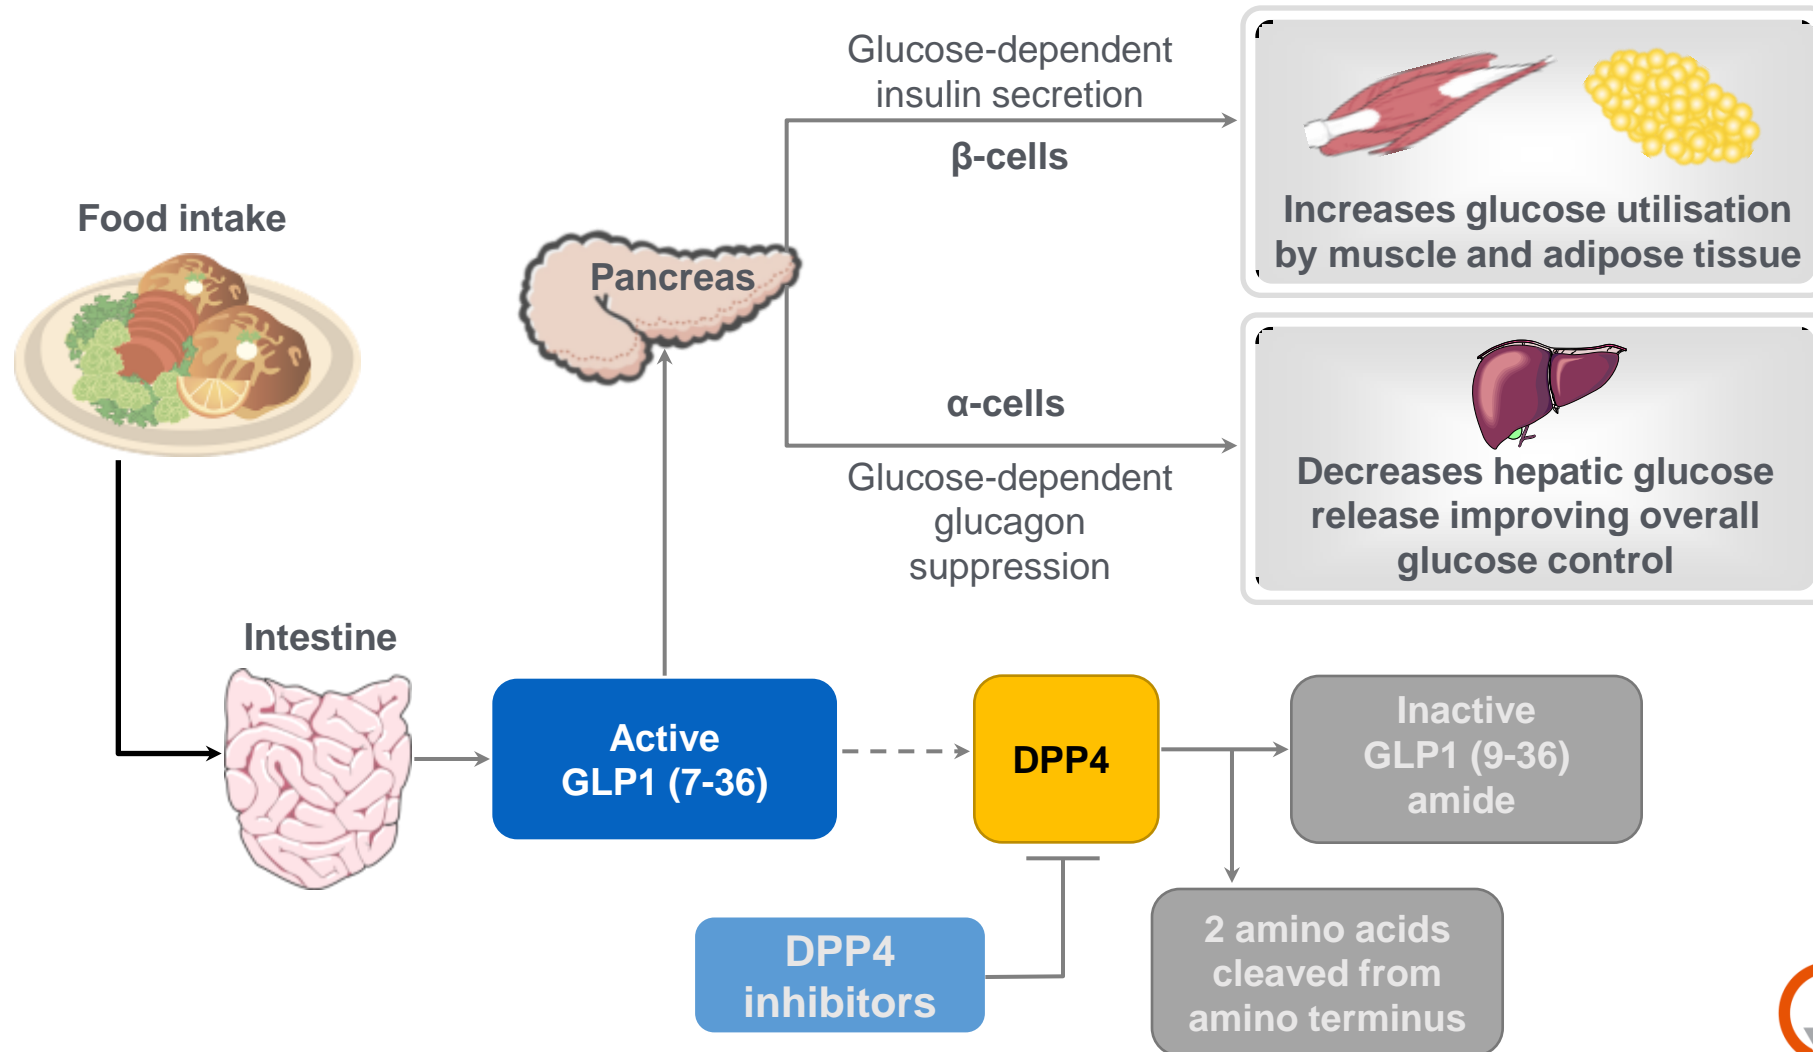 Glucose-dependent
insulin secretion
β-cells
Increases glucose utilisation
by muscle and adipose tissue
Food intake
Pancreas
α-cells
Glucose-dependent
glucagon
suppression
Decreases hepatic glucose
release improving overall
glucose control
Intestine
Active
GLP1 (7-36)
DPP4
Inactive
GLP1 (9-36)
amide
DPP4
inhibitors
2 amino acids
cleaved from
amino terminus